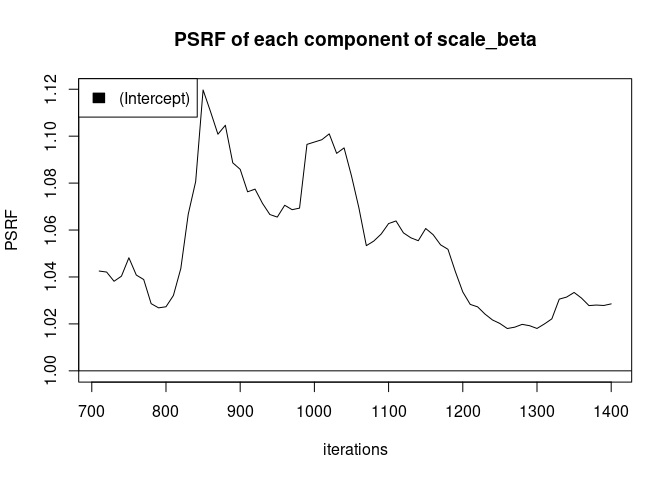 PSRF of each component of scale_beta
(Intercept)
PSRF
1.12
1.10
1.08
1.06
1.04
1.02
1.00
700 800 900 1000 1100 1200 1300 1400
iterations